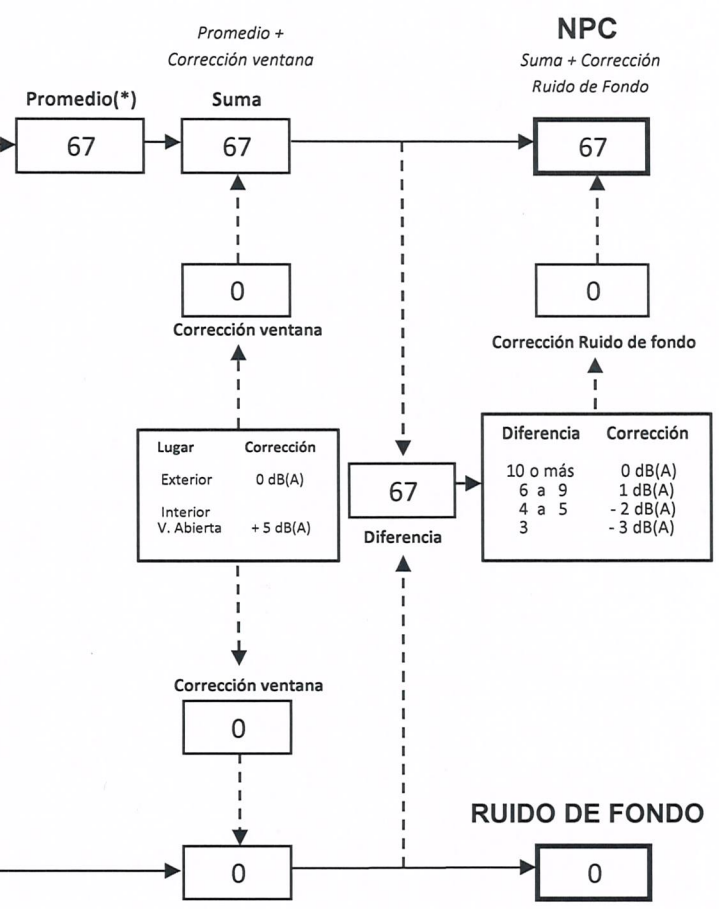 Promedio +
Corrección ventana
NPC
Suma + Corrección
Ruido de Fondo
Promedio(*)
Suma
67
67
67
0
Corrección ventana
0
Corrección Ruido de fondo
Lugar Corrección
Exterior 0 dB(A)
Interior
V. Abierta + 5 dB(A)
67
Diferencia
Diferencia Corrección
10 o más 0 dB(A)
6 a 9 1 dB(A)
4 a 5 - 2 dB(A)
3 - 3 dB(A)
Corrección ventana
0
RUIDO DE FONDO
0
0